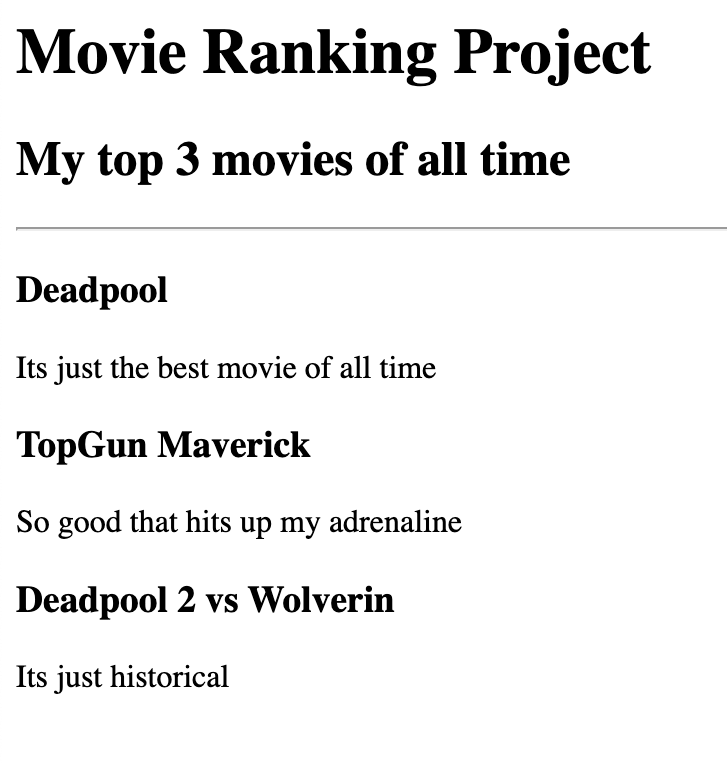 Movie Ranking Project
My top 3 movies of all time
Deadpool
Its just the best movie of all time
TopGun Maverick
So good that hits up my adrenaline
Deadpool 2 vs Wolverin
Its just historical